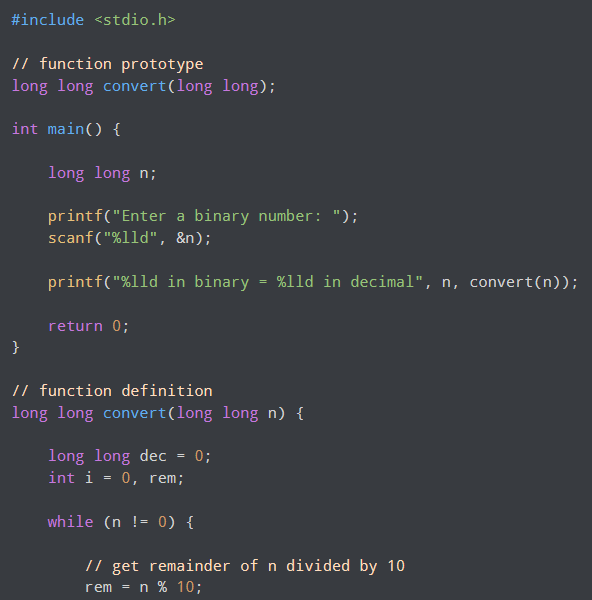 #include <stdio.h>
// function prototype
long long convert(long long);
int main() {
long long n;
printf("Enter a binary number: ");
scanf("%lld", &n);
printf("%lld in binary = %lld in decimal", n, convert(n));
return 0;
}
// function definition
long long convert(long long n) {
long long dec = 0;
int i = 0, rem;
while (n != 0) {
// get remainder of n divided by 10
rem = n % 10;